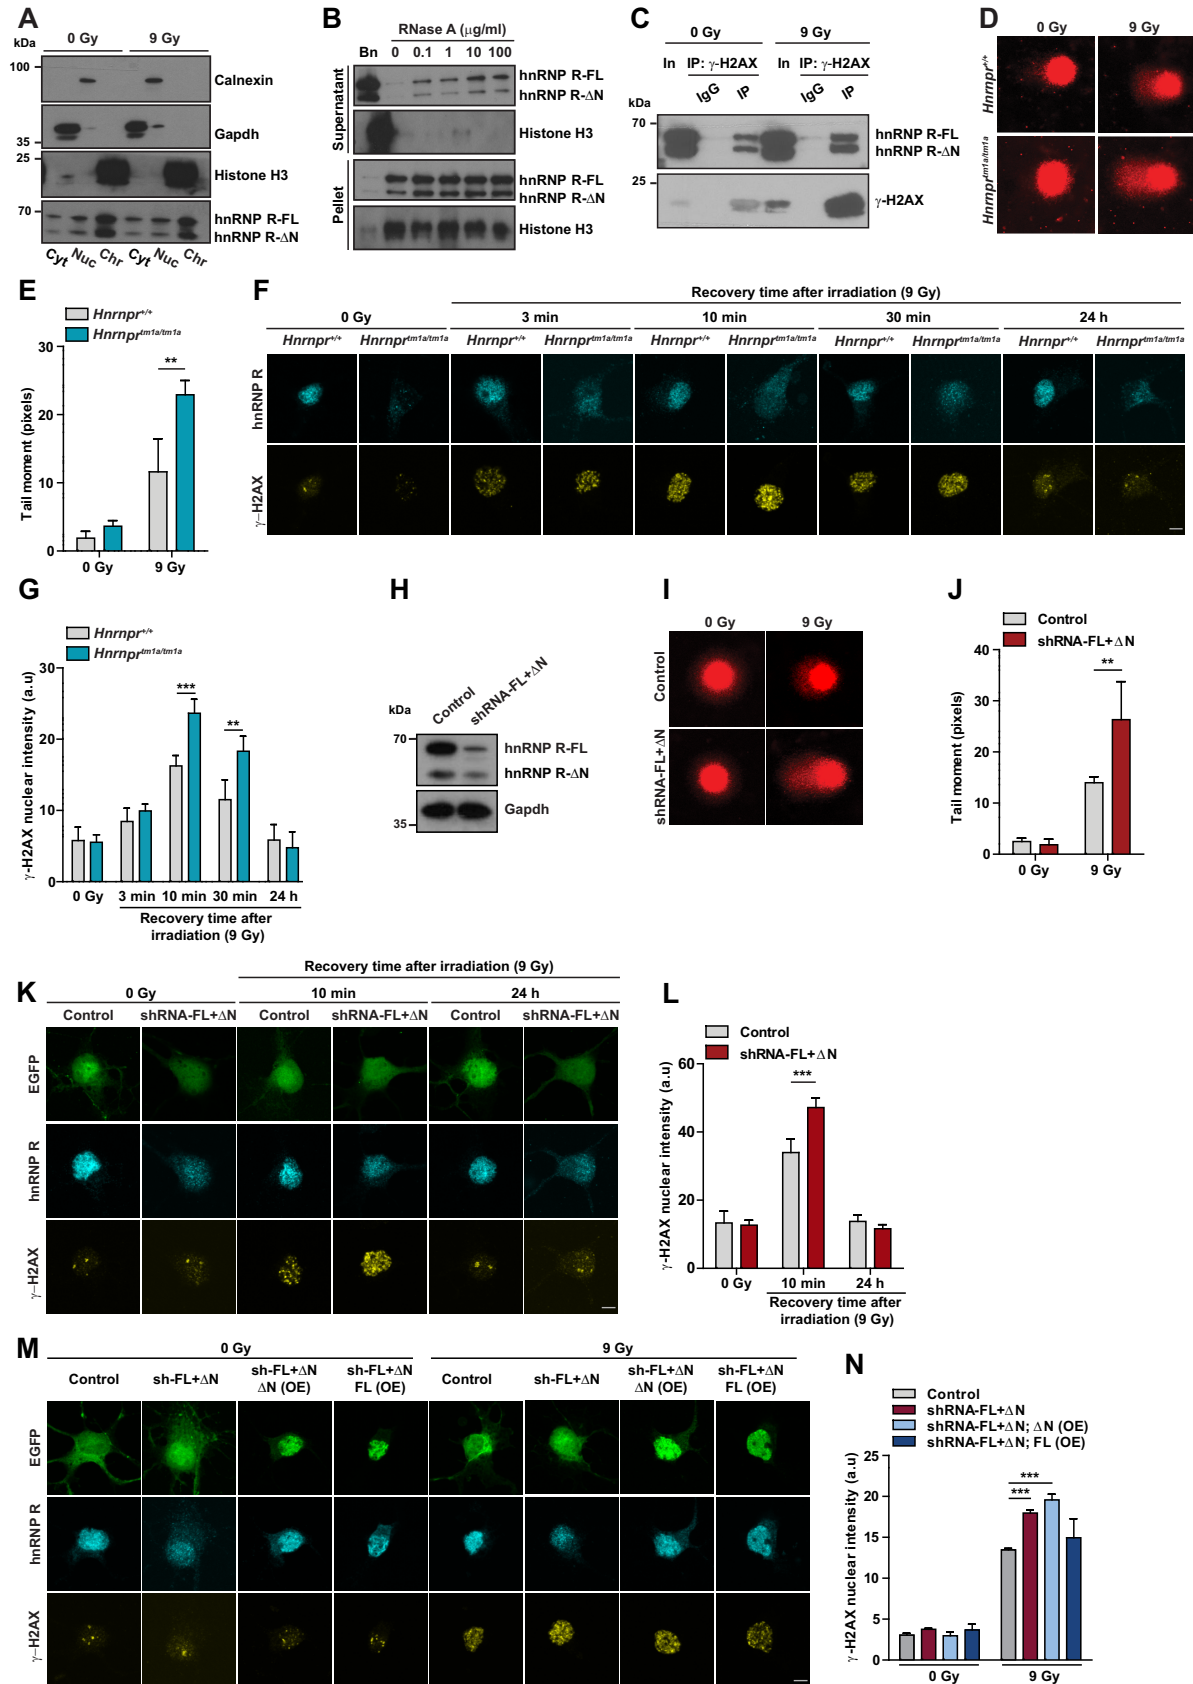 A
kDa
0 Gy
9 Gy
100
Calnexin
Gapdh
35
25
Histone H3
70
hnRNP R-FL
hnRNP R-ΔN
Cyt Nuc Chr Cyt Nuc Chr
B
RNase A (μg/ml)
Bn 0 0.1 1 10 100
Supernatant
hnRNP R-FL
hnRNP R-ΔN
Histone H3
Pellet
hnRNP R-FL
hnRNP R-ΔN
Histone H3
C
0 Gy
9 Gy
In IP: γ-H2AX In IP: γ-H2AX
IgG IP IgG IP
kDa
70
hnRNP R-FL
hnRNP R-ΔN
25
γ-H2AX
D
0 Gy
9 Gy
Hnrnpr+/+
Hnrnprtm1a/tm1a
E
Hnrnpr+/+
Hnrnprtm1a/tm1a
Tail moment (pixels)
30
20
10
0
**
0 Gy
9 Gy
F
Recovery time after irradiation (9 Gy)
0 Gy
3 min
10 min
30 min
24 h
Hnrnpr+/+ Hnrnprtm1a/tm1a Hnrnpr+/+ Hnrnprtm1a/tm1a Hnrnpr+/+ Hnrnprtm1a/tm1a Hnrnpr+/+ Hnrnprtm1a/tm1a Hnrnpr+/+ Hnrnprtm1a/tm1a
hnRNP R
γ-H2AX
G
Hnrnpr+/+
Hnrnprtm1a/tm1a
γ-H2AX nuclear intensity (a.u)
30
20
10
0
***
**
0 Gy 3 min 10 min 30 min 24 h
Recovery time after
irradiation (9 Gy)
H
Control
shRNA-FL+ΔN
kDa
70
hnRNP R-FL
hnRNP R-ΔN
Gapdh
35
I
0 Gy
9 Gy
Control
shRNA-FL+ΔN
J
Control
shRNA-FL+ΔN
Tail moment (pixels)
40
30
20
10
0
**
0 Gy
9 Gy
K
Recovery time after irradiation (9 Gy)
0 Gy
10 min
24 h
Control shRNA-FL+ΔN Control shRNA-FL+ΔN Control shRNA-FL+ΔN
EGFP
hnRNP R
γ-H2AX
L
Control
shRNA-FL+ΔN
γ-H2AX nuclear intensity (a.u)
60
40
20
0
***
0 Gy 10 min 24 h
Recovery time after
irradiation (9 Gy)
M
0 Gy
9 Gy
Control sh-FL+ΔN sh-FL+ΔN sh-FL+ΔN Control sh-FL+ΔN sh-FL+ΔN sh-FL+ΔN
ΔN (OE) FL (OE) ΔN (OE) FL (OE)
EGFP
hnRNP R
γ-H2AX
N
Control
shRNA-FL+ΔN
shRNA-FL+ΔN; ΔN (OE)
shRNA-FL+ΔN; FL (OE)
γ-H2AX nuclear intensity (a.u)
25
20
15
10
5
0
***
***
0 Gy
9 Gy